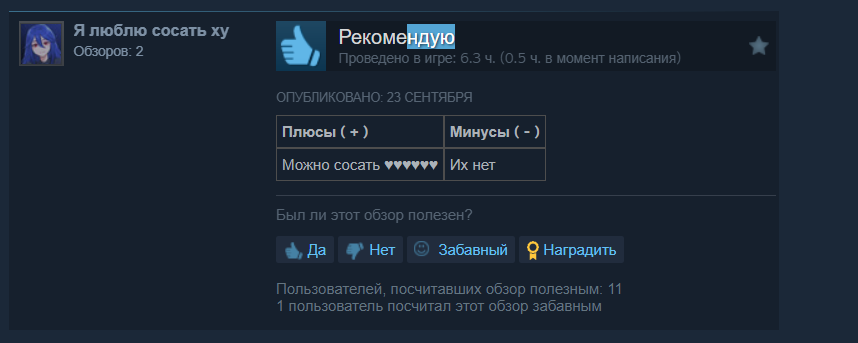 Я люблю сосать ху
Обзоров: 2
Рекомендую
Проведено в игре: 6.3 ч. (0.5 ч. в момент написания)
ОПУБЛИКОВАНО: 23 СЕНТЯБРЯ
Плюсы ( + ) Минусы ( - )
Можно сосать ♥♥♥♥♥♥ Их нет
Был ли этот обзор полезен?
Да Нет Забавный Наградить
Пользователей, посчитавших обзор полезным: 11
1 пользователь посчитал этот обзор забавным